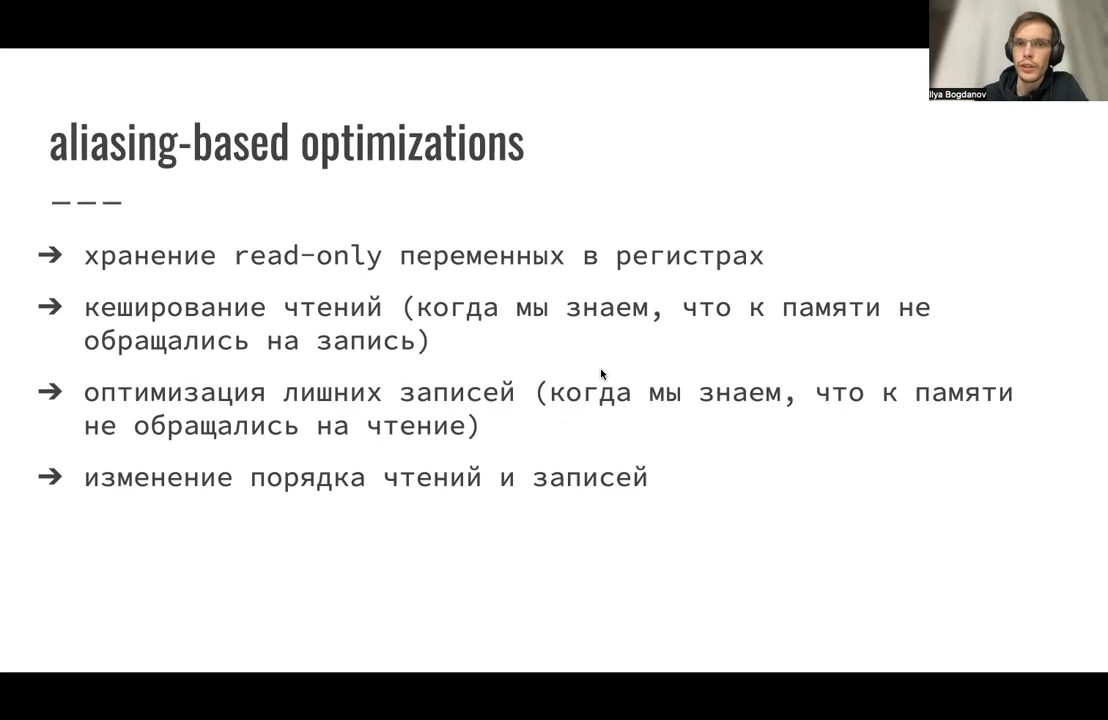 Ilya Bogdanov
aliasing-based optimizations
———
➔ хранение read-only переменных в регистрах
➔ кеширование чтений (когда мы знаем, что к памяти не
обращались на запись)
➔ оптимизация лишних записей (когда мы знаем, что к памяти
не обращались на чтение)
➔ изменение порядка чтений и записей